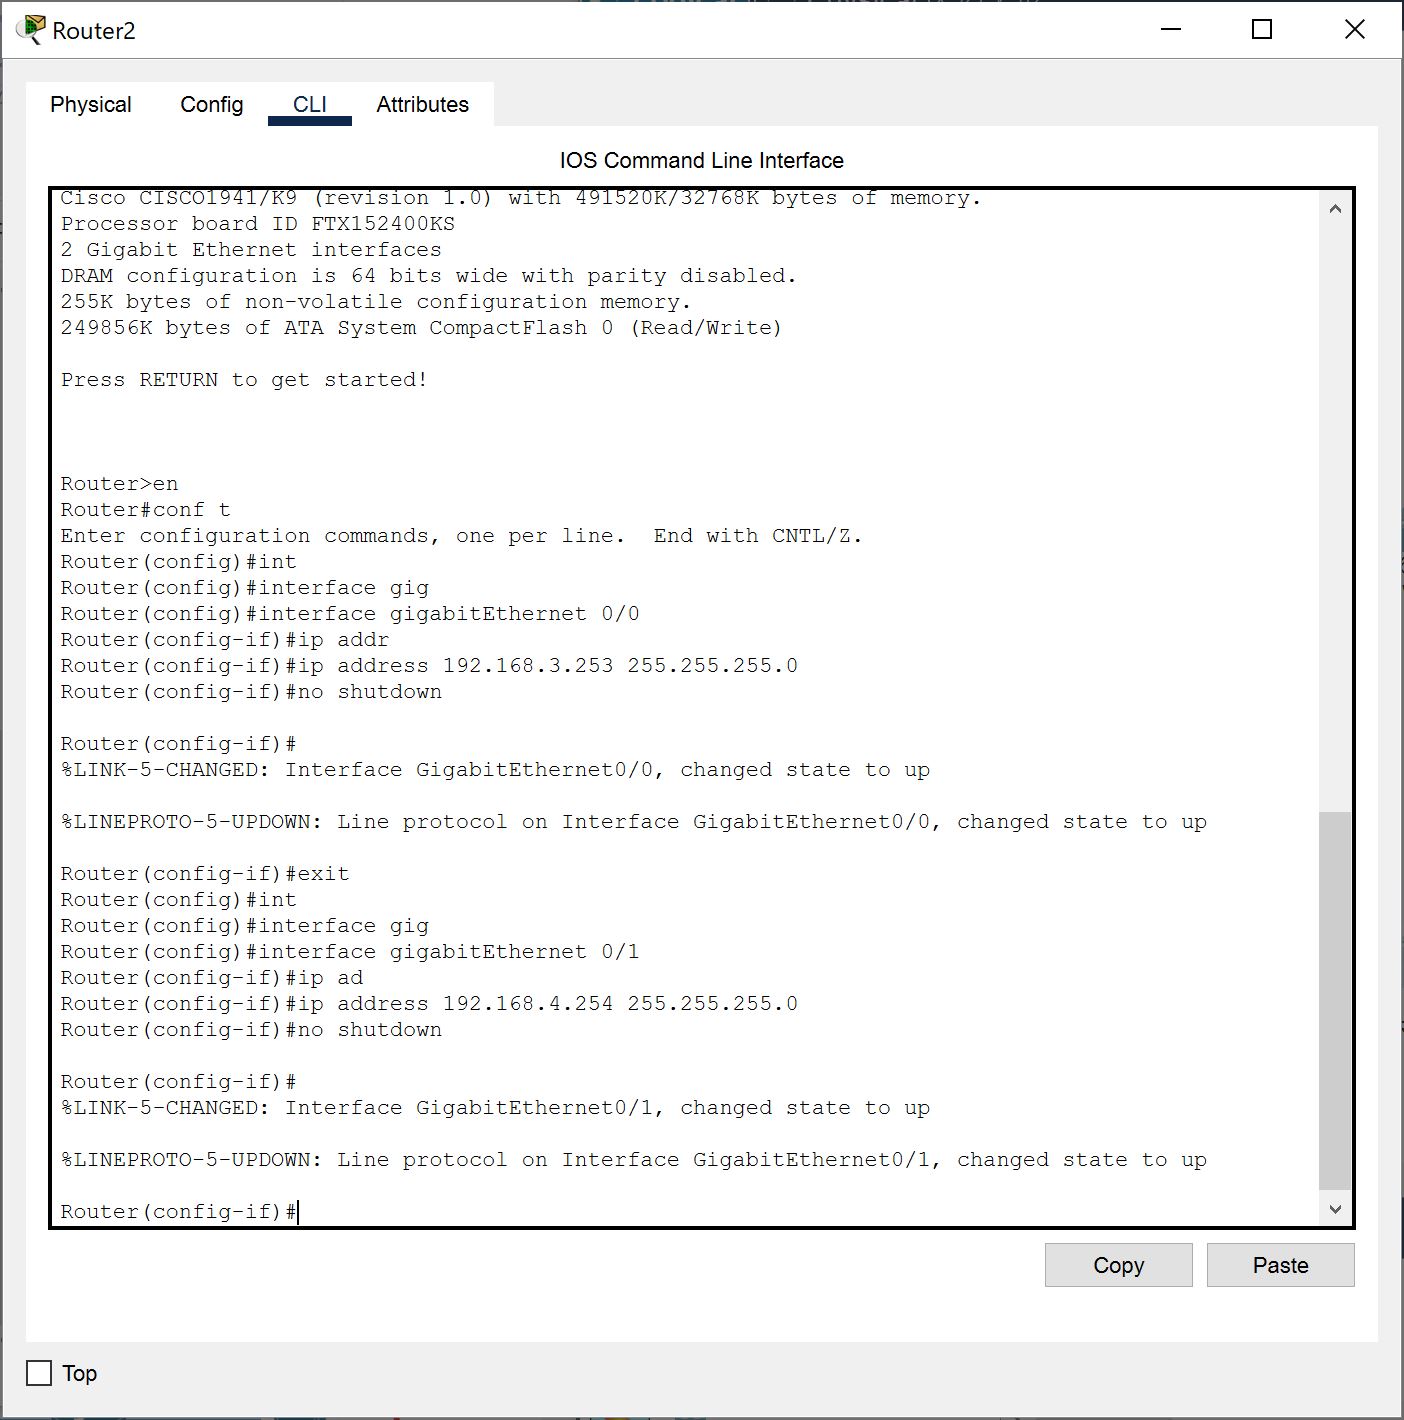 Router2
Physical Config CLI Attributes
IOS Command Line Interface
Cisco CISCO1941/K9 (revision 1.0) with 491520K/32768K bytes of memory.
Processor board ID FTX152400KS
2 Gigabit Ethernet interfaces
DRAM configuration is 64 bits wide with parity disabled.
255K bytes of non-volatile configuration memory.
249856K bytes of ATA System CompactFlash 0 (Read/Write)
Press RETURN to get started!
Router>en
Router#conf t
Enter configuration commands, one per line.  End with CNTL/Z.
Router(config)#int
Router(config)#interface gig
Router(config)#interface gigabitEthernet 0/0
Router(config-if)#ip addr
Router(config-if)#ip address 192.168.3.253 255.255.255.0
Router(config-if)#no shutdown
Router(config-if)#
%LINK-5-CHANGED: Interface GigabitEthernet0/0, changed state to up
%LINEPROTO-5-UPDOWN: Line protocol on Interface GigabitEthernet0/0, changed state to up
Router(config-if)#exit
Router(config)#int
Router(config)#interface gig
Router(config)#interface gigabitEthernet 0/1
Router(config-if)#ip ad
Router(config-if)#ip address 192.168.4.254 255.255.255.0
Router(config-if)#no shutdown
Router(config-if)#
%LINK-5-CHANGED: Interface GigabitEthernet0/1, changed state to up
%LINEPROTO-5-UPDOWN: Line protocol on Interface GigabitEthernet0/1, changed state to up
Router(config-if)#
Copy Paste
Top